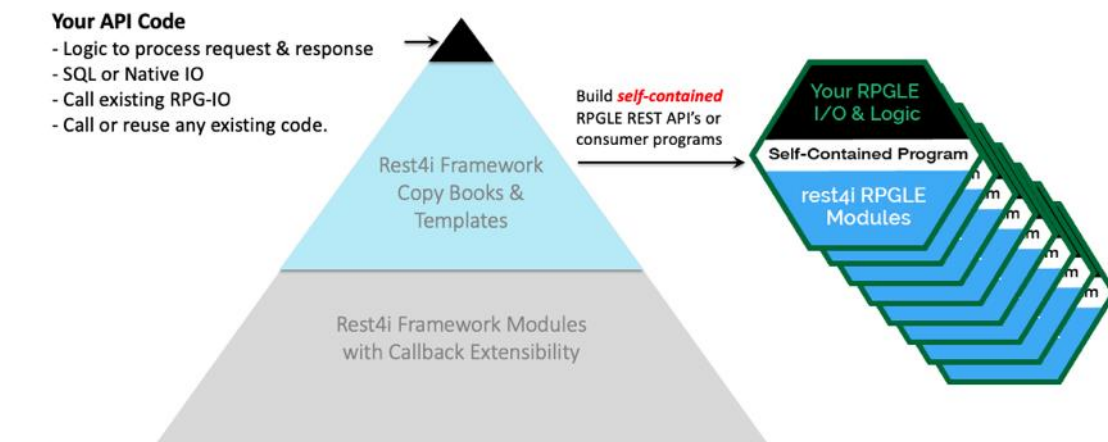 Your API Code
- Logic to process request & response
- SQL or Native IO
- Call existing RPG-IO
- Call or reuse any existing code.
Rest4i Framework
Copy Books &
Templates
Rest4i Framework Modules
with Callback Extensibility
Build self-contained
RPGLE REST API's or
consumer programs
Your RPGLE
I/O & Logic
Self-Contained Program
rest4i RPGLE
Modules
m
m
m
m
m
m
m